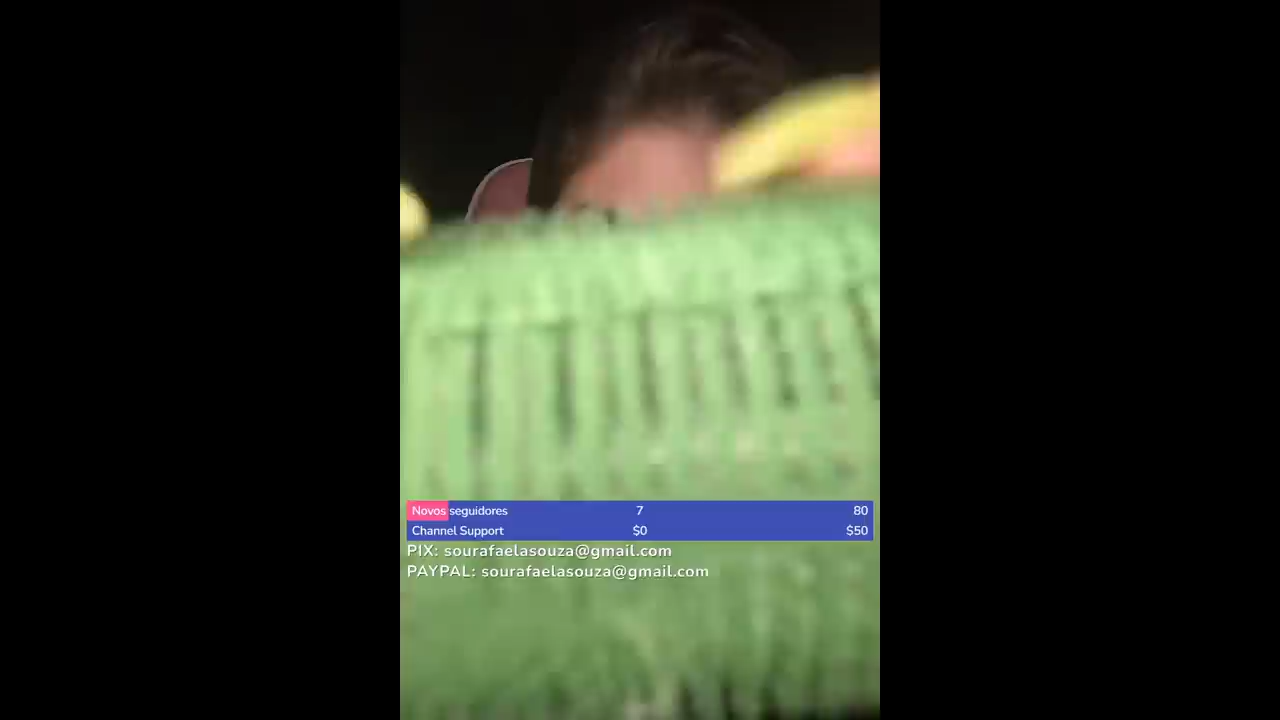 Novos seguidores 7 80
Channel Support $0 $50
PIX: sourafaelasouza@gmail.com
PAYPAL: sourafaelasouza@gmail.com